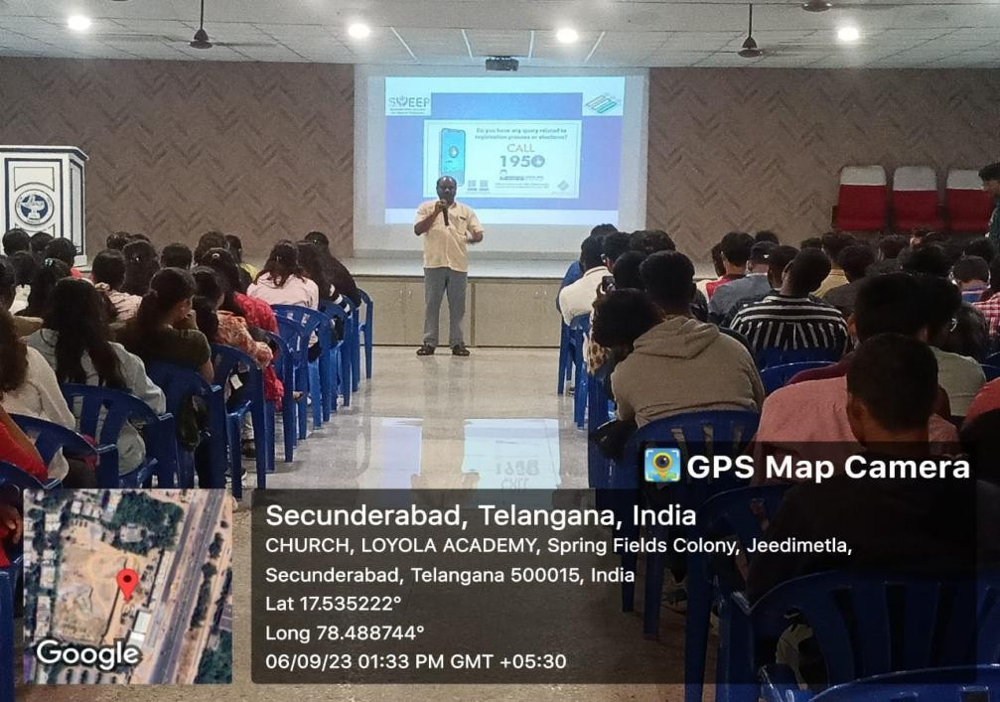 SWEEP
Do you have any query related to
registration process or elections?
CALL
1950
GPS Map Camera
Secunderabad, Telangana, India
CHURCH, LOYOLA ACADEMY, Spring Fields Colony, Jeedimetla,
Secunderabad, Telangana 500015, India
Lat 17.535222°
Long 78.488744°
06/09/23 01:33 PM GMT +05:30
Google